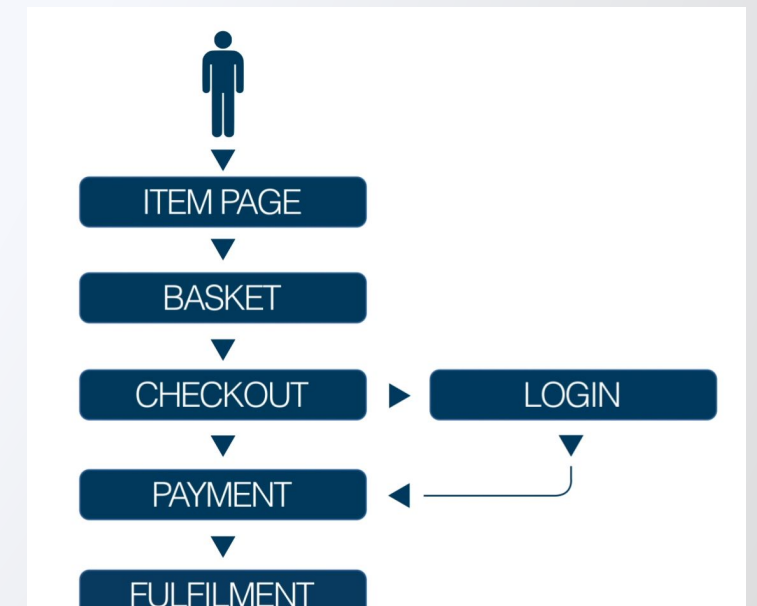 ITEM PAGE
BASKET
CHECKOUT
LOGIN
PAYMENT
FULFILMENT